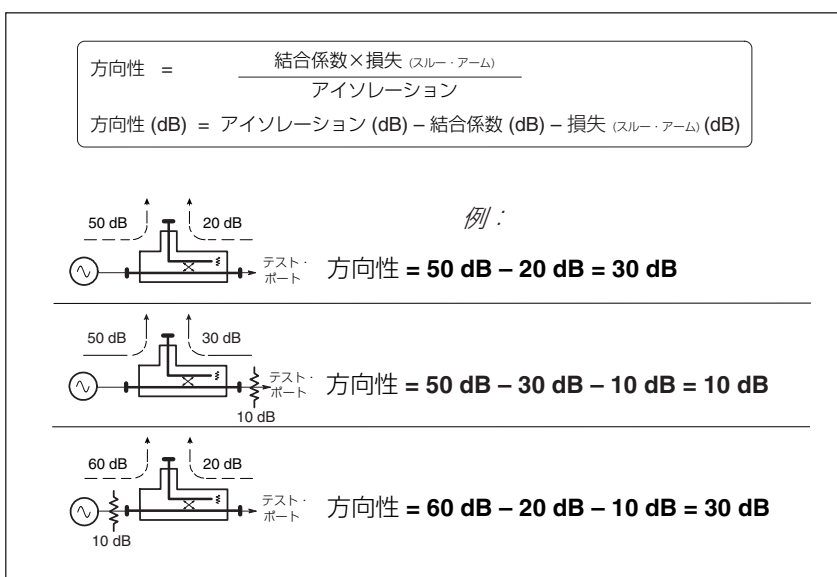 方向性 = 結合係数×損失 (スルー・アーム)
アイソレーション
方向性 (dB) = アイソレーション (dB) – 結合係数 (dB) – 損失 (スルー・アーム) (dB)
例：
50 dB 20 dB
テスト・
ポート
方向性 = 50 dB – 20 dB = 30 dB
50 dB 30 dB
テスト・
ポート
方向性 = 50 dB – 30 dB – 10 dB = 10 dB
10 dB
60 dB 20 dB
テスト・
ポート
方向性 = 60 dB – 20 dB – 10 dB = 30 dB
10 dB